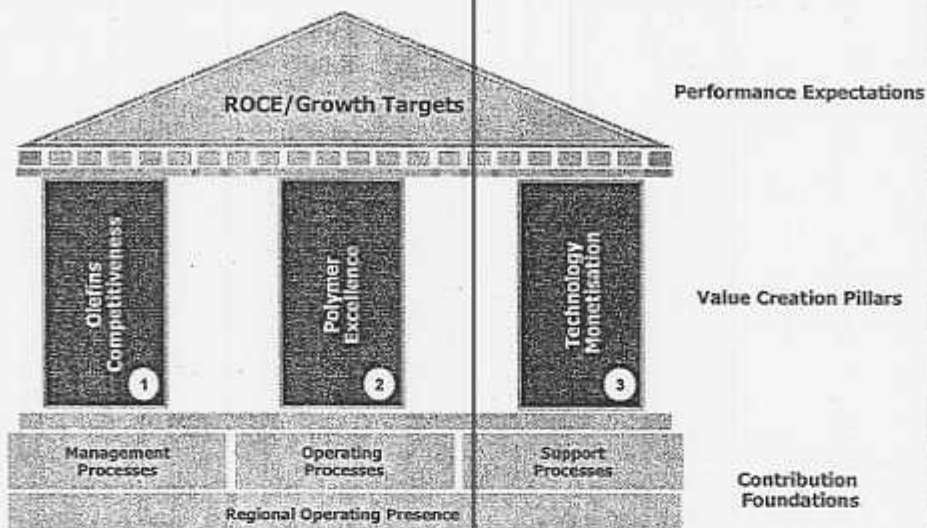 ROCE/Growth Targets
Performance Expectations
Olefins
Competitiveness
1
Polymer
Excellence
2
Technology
Monetisation
3
Value Creation Pillars
Management
Processes
Operating
Processes
Support
Processes
Regional Operating Presence
Contribution
Foundations